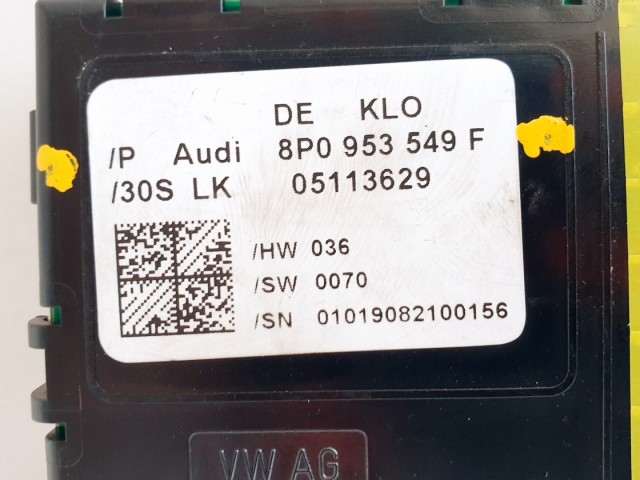 DE KLO
/P Audi 8P0 953 549 F
/30S LK 05113629
/HW 036
/SW 0070
/SN 01019082100156
VW AG